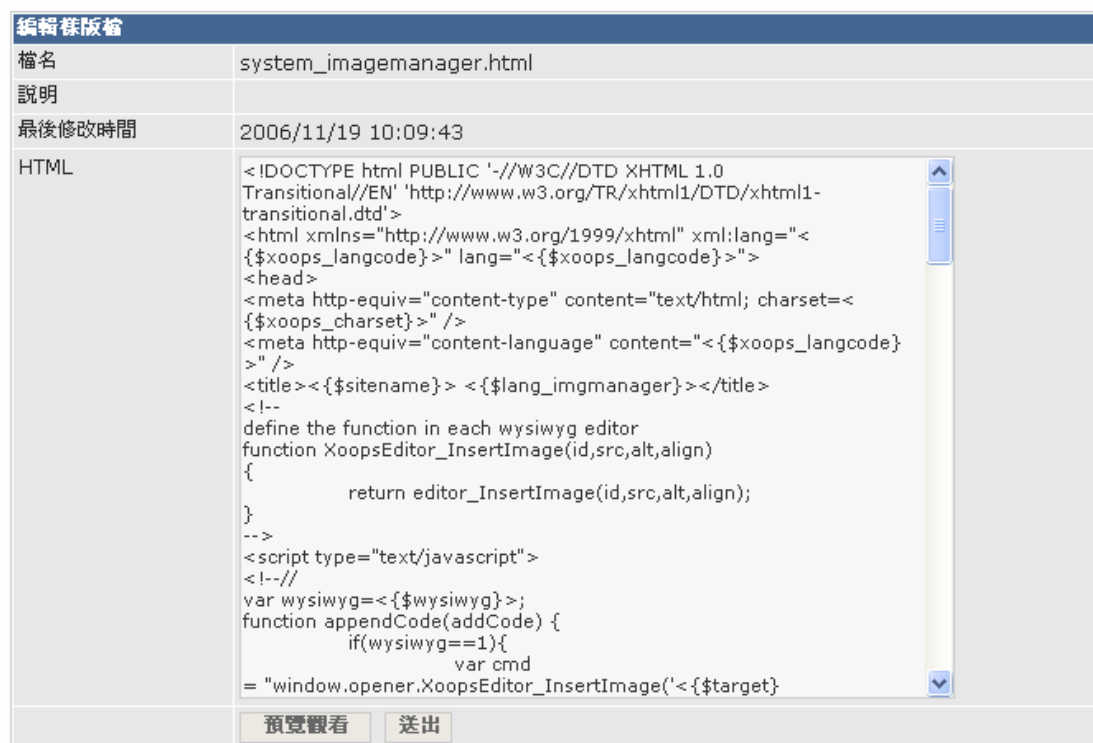 編輯樣版檔
檔名 system_imagemanager.html
說明
最後修改時間 2006/11/19 10:09:43
HTML
<!DOCTYPE html PUBLIC '-//W3C//DTD XHTML 1.0
Transitional//EN' 'http://www.w3.org/TR/xhtml1/DTD/xhtml1-
transitional.dtd'>
<html xmlns="http://www.w3.org/1999/xhtml" xml:lang="<
{$xoops_langcode}>" lang="<{$xoops_langcode}>">
<head>
<meta http-equiv="content-type" content="text/html; charset=<
{$xoops_charset}>" />
<meta http-equiv="content-language" content="<{$xoops_langcode}
>" />
<title><{$sitename}> <{$lang_imgmanager}></title>
<!--
define the function in each wysiwyg editor
function XoopsEditor_InsertImage(id,src,alt,align)
{
return editor_InsertImage(id,src,alt,align);
}
-->
<script type="text/javascript">
<!--//
var wysiwyg=<{$wysiwyg}>;
function appendCode(addCode) {
if(wysiwyg==1){
var cmd
= "window.opener.XoopsEditor_InsertImage('<{$target}
預覽觀看 送出